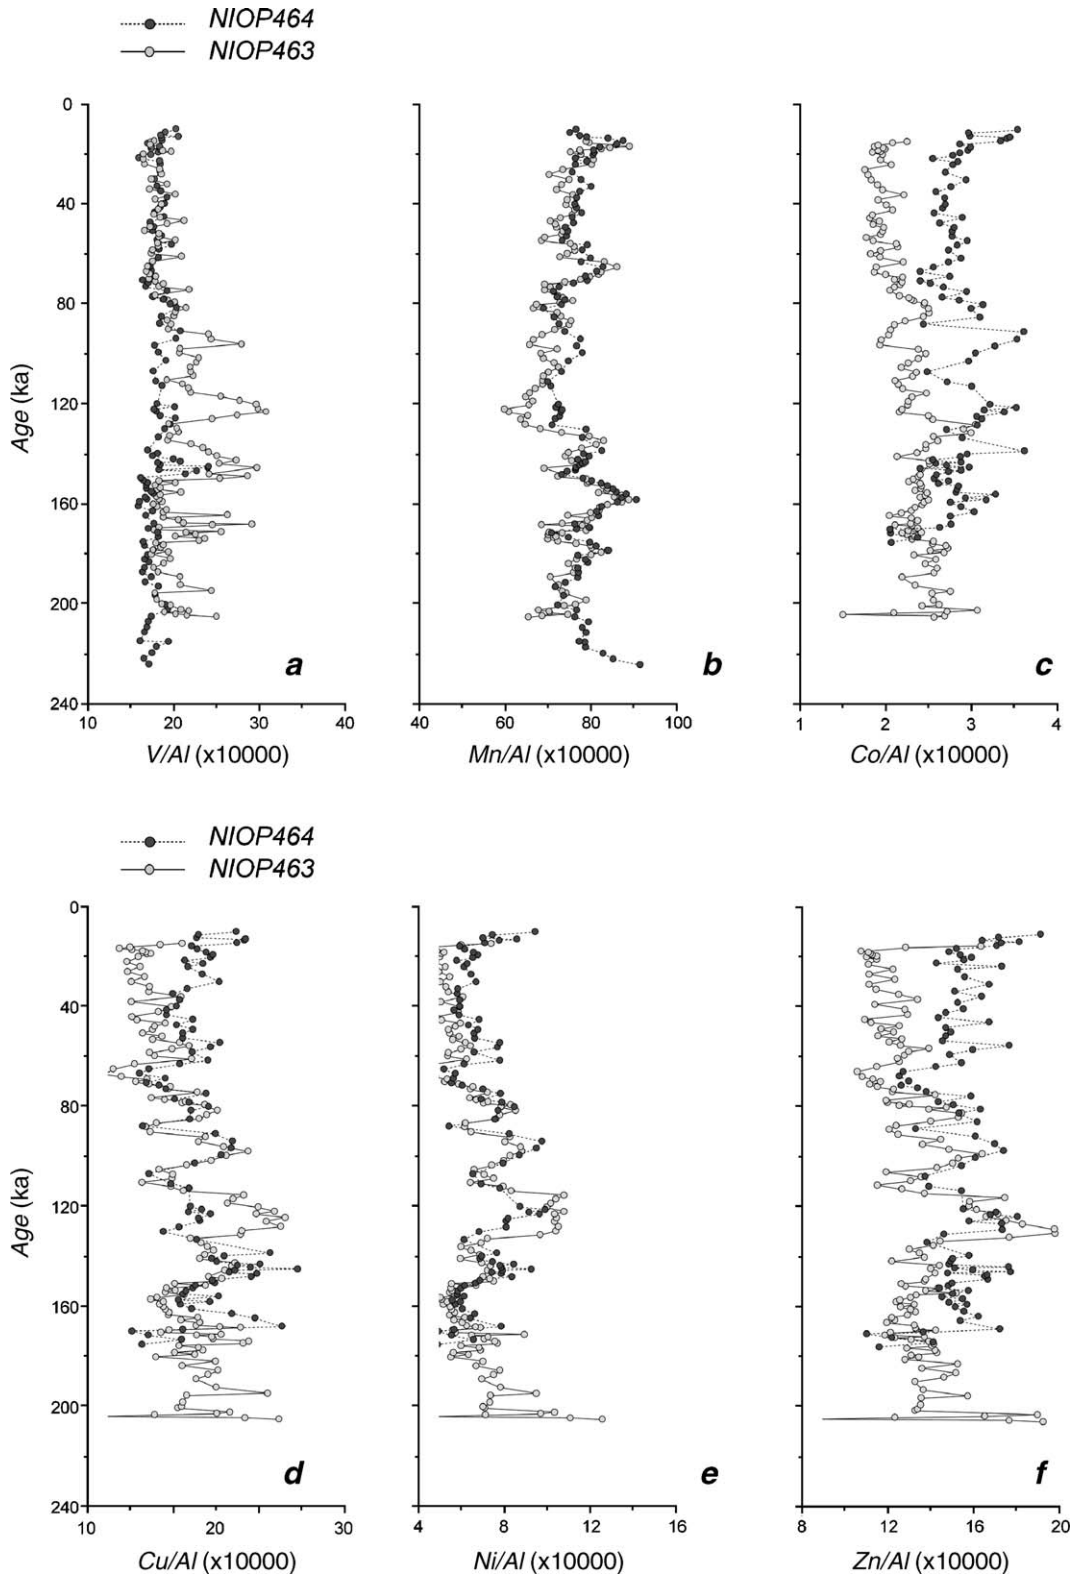 NIOP464
NIOP463
0
40
80
120
160
200
240
Age (ka)
a
b
c
10 20 30 40
40 60 80 100
1 2 3 4
V/Al (x10000)
Mn/Al (x10000)
Co/Al (x10000)
NIOP464
NIOP463
0
40
80
120
160
200
240
Age (ka)
d
e
f
10 20 30
4 8 12 16
8 12 16 20
Cu/Al (x10000)
Ni/Al (x10000)
Zn/Al (x10000)